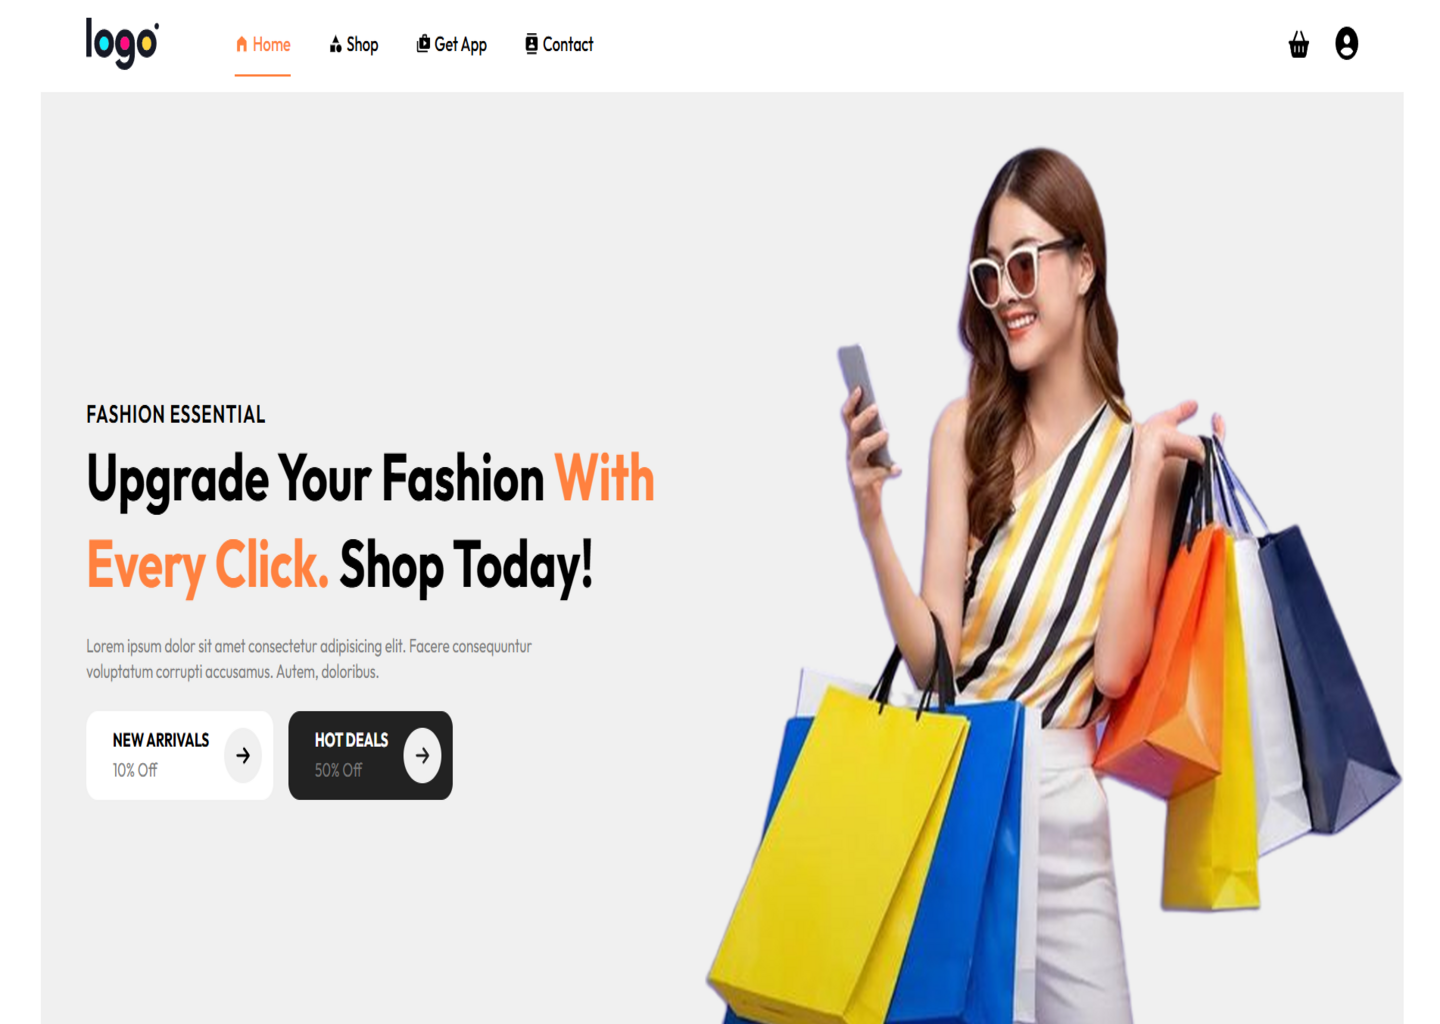 logo
Home Shop Get App Contact
FASHION ESSENTIAL
Upgrade Your Fashion With
Every Click. Shop Today!
Lorem ipsum dolor sit amet consectetur adipisicing elit. Facere consequuntur
voluptatum corrupti accusamus. Autem, doloribus.
NEW ARRIVALS
10% Off
HOT DEALS
50% Off